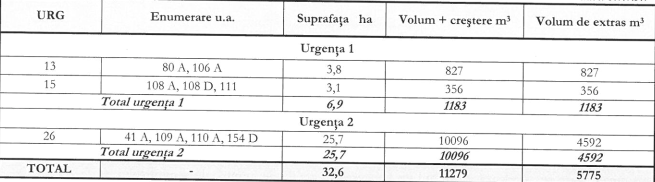 URG Enumerare u.a. Suprafaţa ha Volum + creştere m³ Volum de extras m³
Urgenţa 1
13 80 A, 106 A 3,8 827 827
15 108 A, 108 D, 111 3,1 356 356
Total urgenţa 1 6,9 1183 1183
Urgenţa 2
26 41 A, 109 A, 110 A, 154 D 25,7 10096 4592
Total urgenţa 2 25,7 10096 4592
TOTAL - 32,6 11279 5775